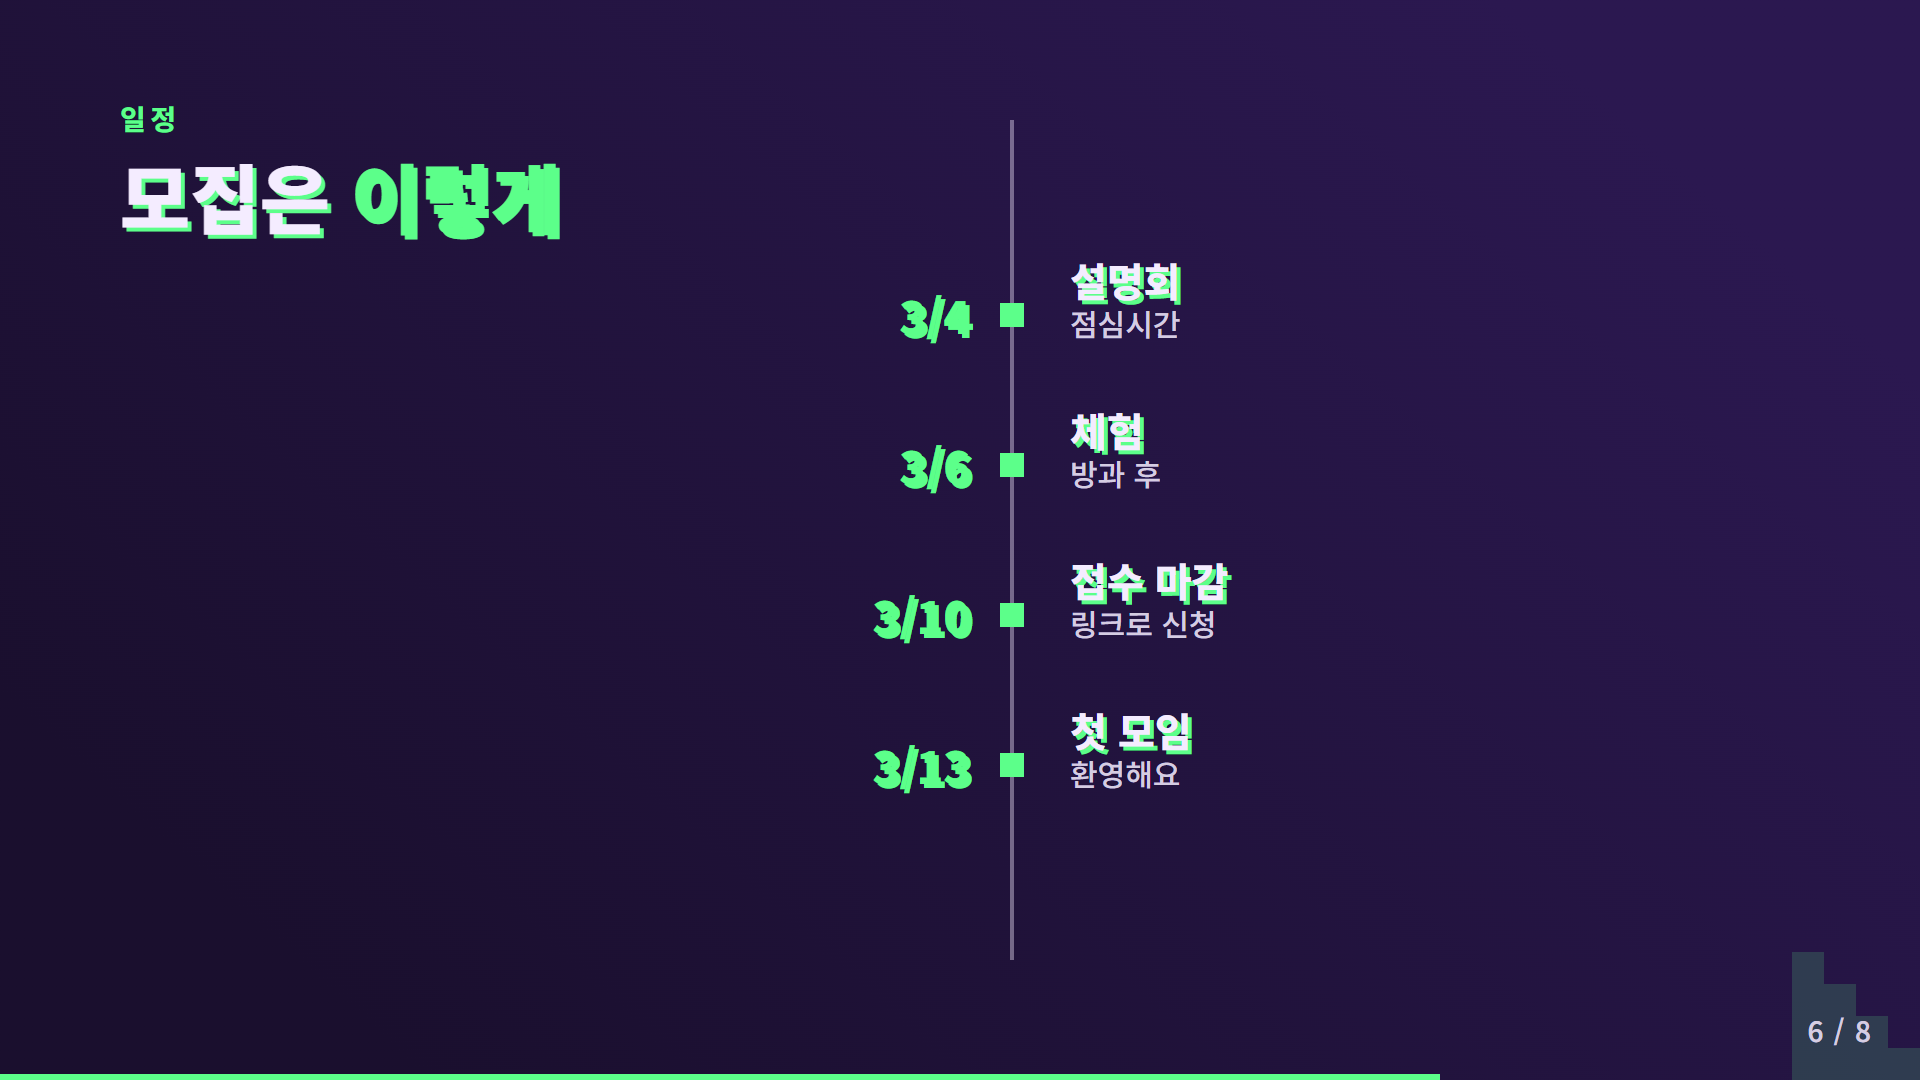 일정
모집은 이렇게
3/4
설명회
점심시간
3/6
체험
방과 후
3/10
접수 마감
링크로 신청
3/13
첫 모임
환영해요
6 / 8